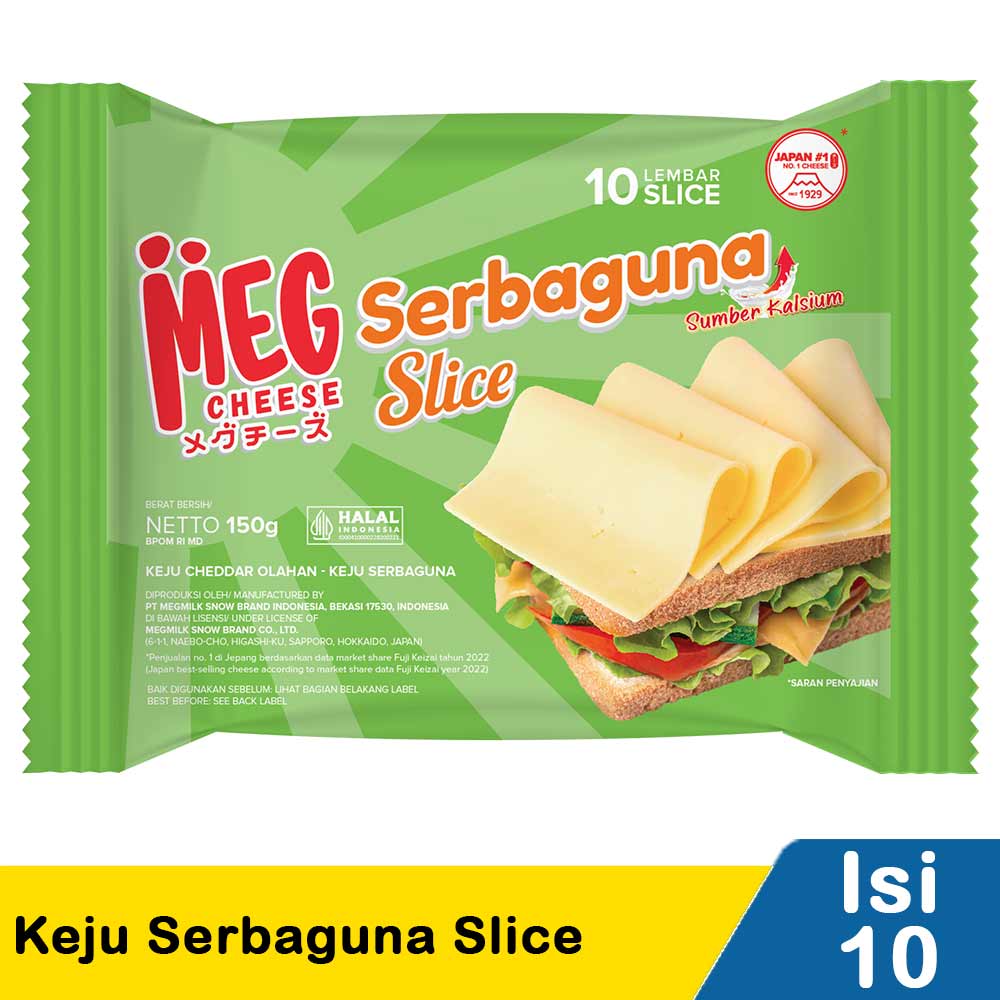 10 LEMBAR SLICE
JAPAN #1
NO. 1 CHEESE
SINCE 1929
*
MEG
CHEESE
メグチーズ
Serbaguna
Slice
Sumber Kalsium
BERAT BERSIH/
NETTO 150g
BPOM RI MD
HALAL
INDONESIA
KEJU CHEDDAR OLAHAN - KEJU SERBAGUNA
DIPRODUKSI OLEH/ MANUFACTURED BY
PT MEGMILK SNOW BRAND INDONESIA, BEKASI 17530, INDONESIA
DI BAWAH LISENSI/ UNDER LICENSE OF
MEGMILK SNOW BRAND CO., LTD.
(6-1-1, NAEBO-CHO, HIGASHI-KU, SAPPORO, HOKKAIDO, JAPAN)
*Penjualan no. 1 di Jepang berdasarkan data market share Fuji Keizai tahun 2022
(Japan best-selling cheese according to market share data Fuji Keizai year 2022)
BAIK DIGUNAKAN SEBELUM: LIHAT BAGIAN BELAKANG LABEL
BEST BEFORE: SEE BACK LABEL
*SARAN PENYAJIAN
Keju Serbaguna Slice
Isi
10